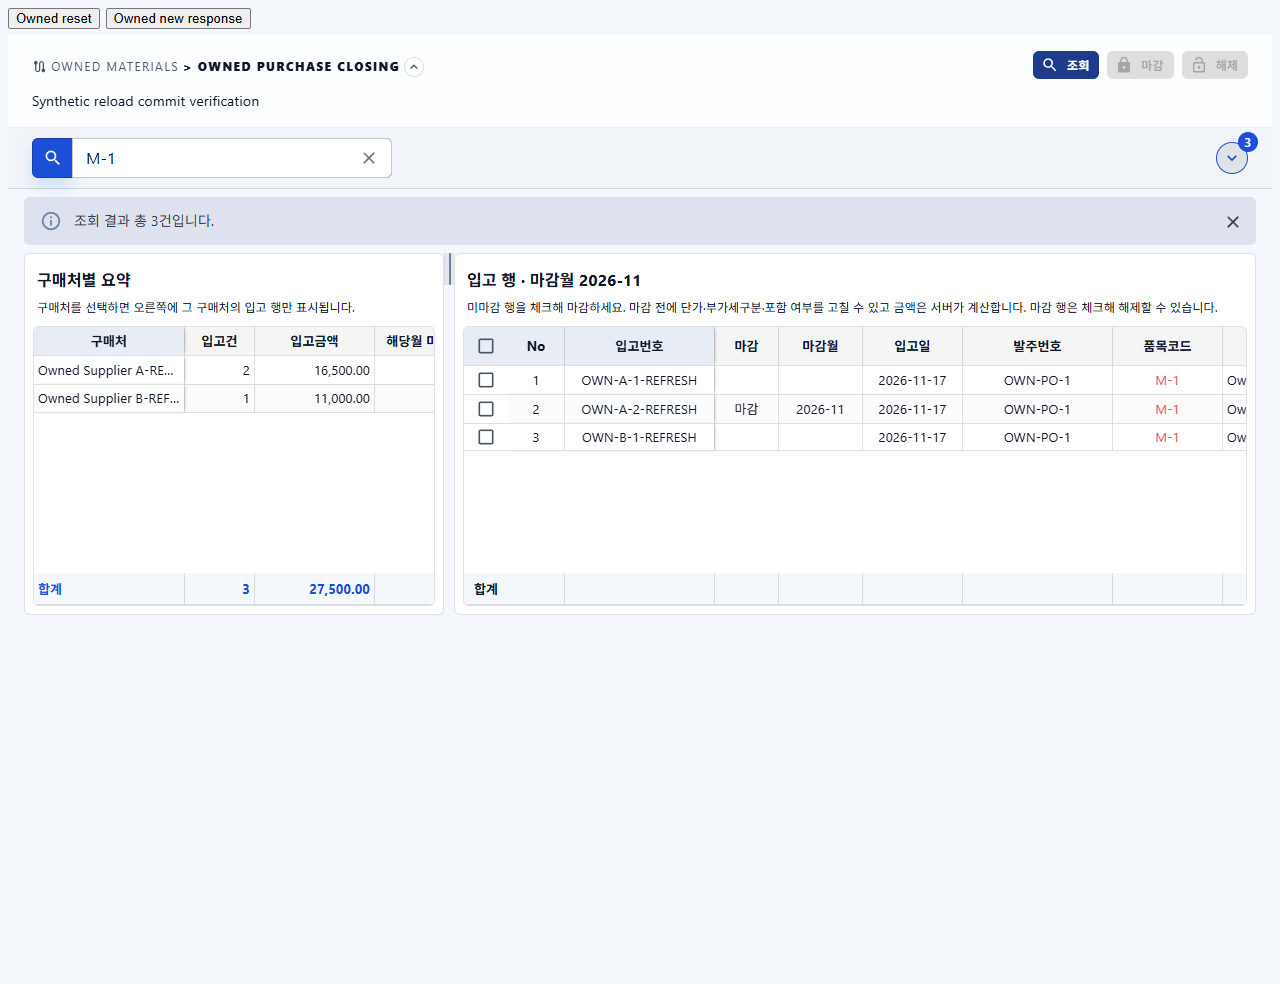 Owned reset Owned new response
OWNED MATERIALS > OWNED PURCHASE CLOSING
조회 마감 해제
Synthetic reload commit verification
M-1
3
조회 결과 총 3건입니다.
구매처별 요약
구매처를 선택하면 오른쪽에 그 구매처의 입고 행만 표시됩니다.
구매처 입고건 입고금액 해당월 마
Owned Supplier A-RE... 2 16,500.00
Owned Supplier B-REF... 1 11,000.00
합계 3 27,500.00
입고 행 · 마감월 2026-11
미마감 행을 체크해 마감하세요. 마감 전에 단가·부가세구분·포함 여부를 고칠 수 있고 금액은 서버가 계산합니다. 마감 행은 체크해 해제할 수 있습니다.
No 입고번호 마감 마감월 입고일 발주번호 품목코드
1 OWN-A-1-REFRESH 2026-11-17 OWN-PO-1 M-1 Ow
2 OWN-A-2-REFRESH 마감 2026-11 2026-11-17 OWN-PO-1 M-1 Ow
3 OWN-B-1-REFRESH 2026-11-17 OWN-PO-1 M-1 Ow
합계